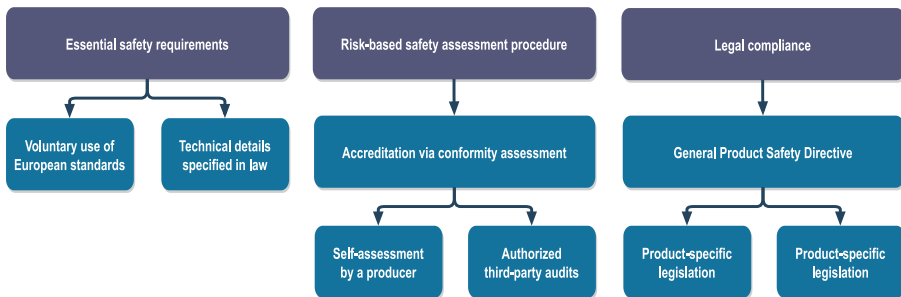 Essential safety requirements
Risk-based safety assessment procedure
Legal compliance
Voluntary use of
European standards
Technical details
specified in law
Accreditation via conformity assessment
General Product Safety Directive
Self-assessment
by a producer
Authorized
third-party audits
Product-specific
legislation
Product-specific
legislation